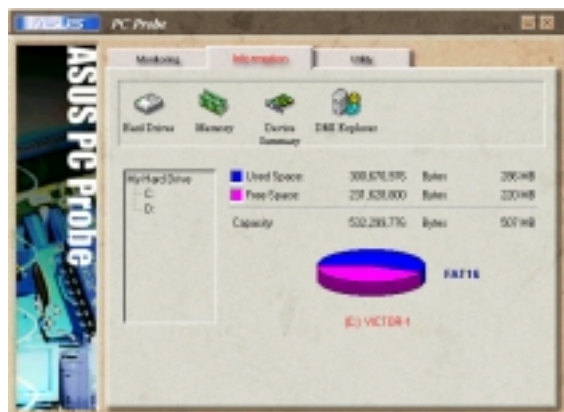 ASUS PC Probe
ASUS PC Probe
Monitoring Information Utility
Hard Drives Memory Device Summary DMI Explorer
My Hard Drive
C:
D:
Used Space: 300,670,976 Bytes 286 MB
Free Space: 231,628,800 Bytes 220 MB
Capacity 532,299,776 Bytes 507 MB
FAT16
(C:) VICTOR-1